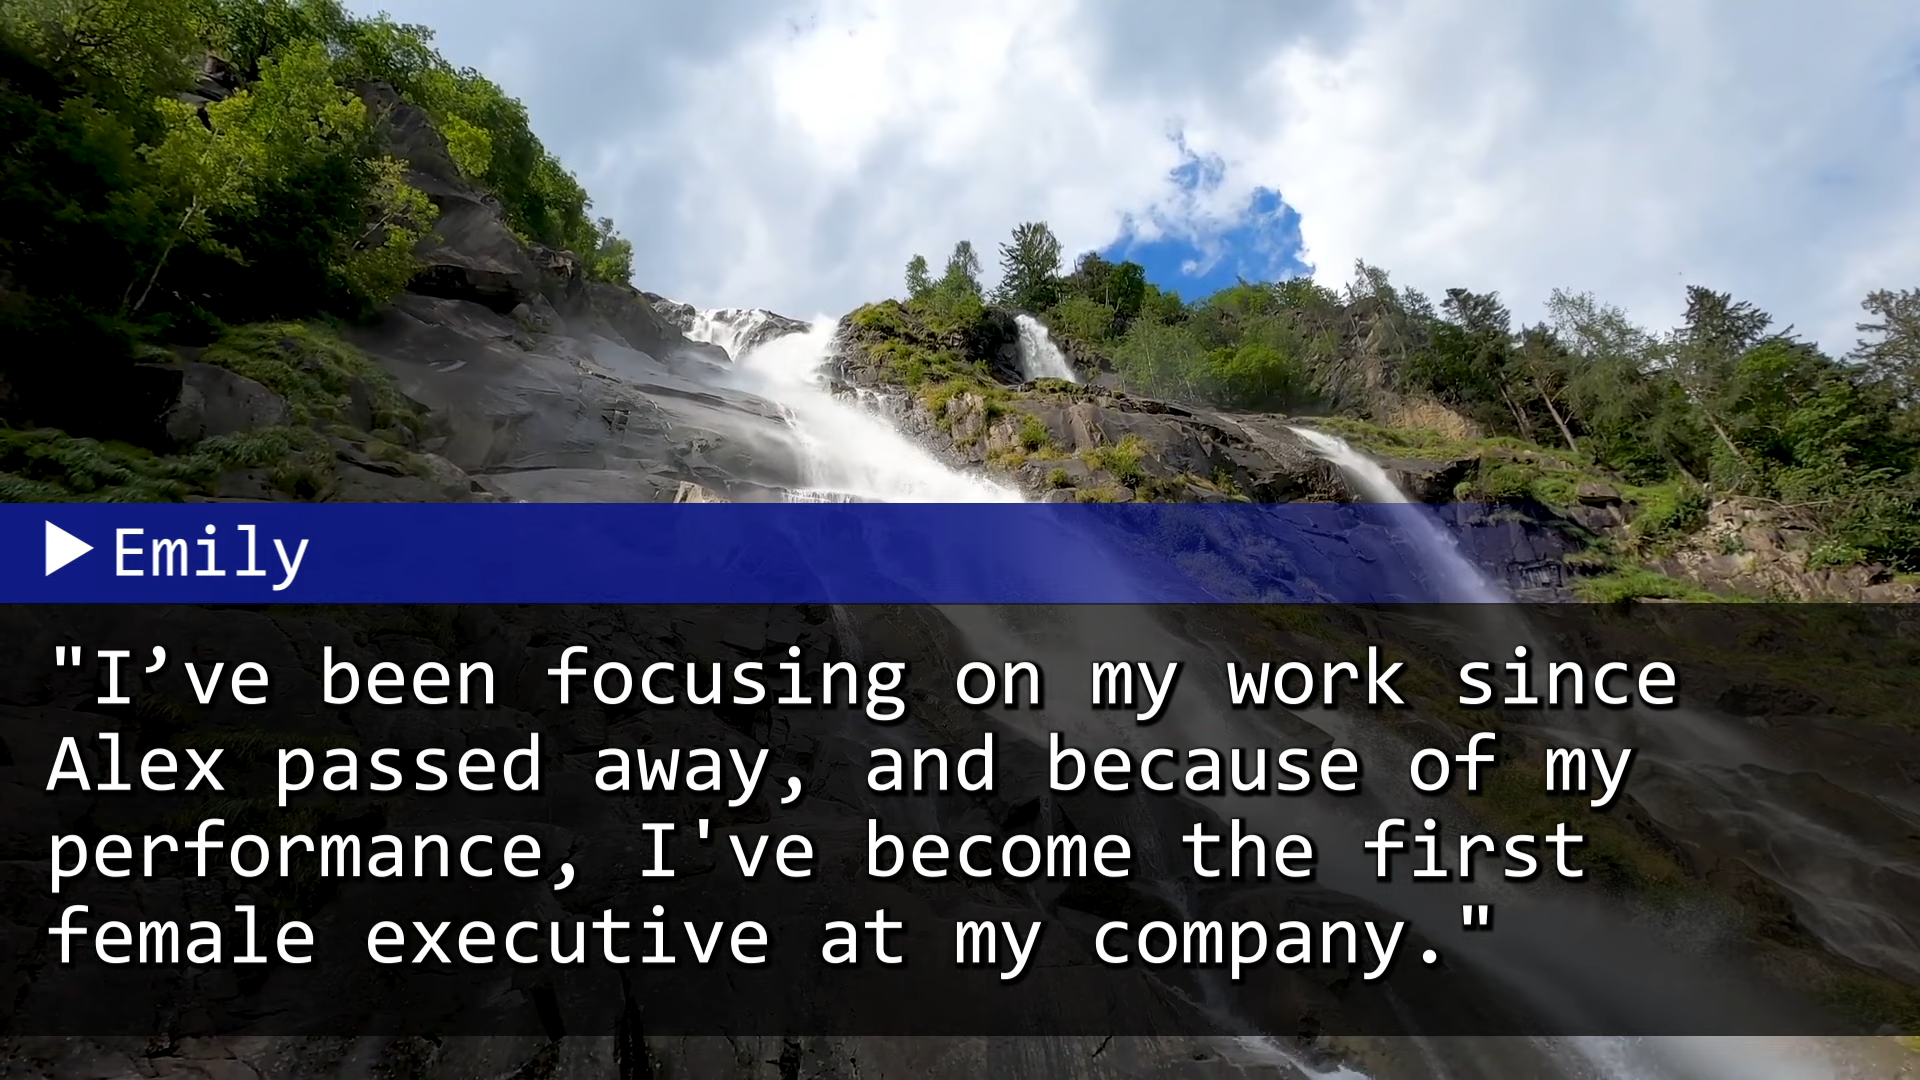 Emily
"I’ve been focusing on my work since
Alex passed away, and because of my
performance, I've become the first
female executive at my company."